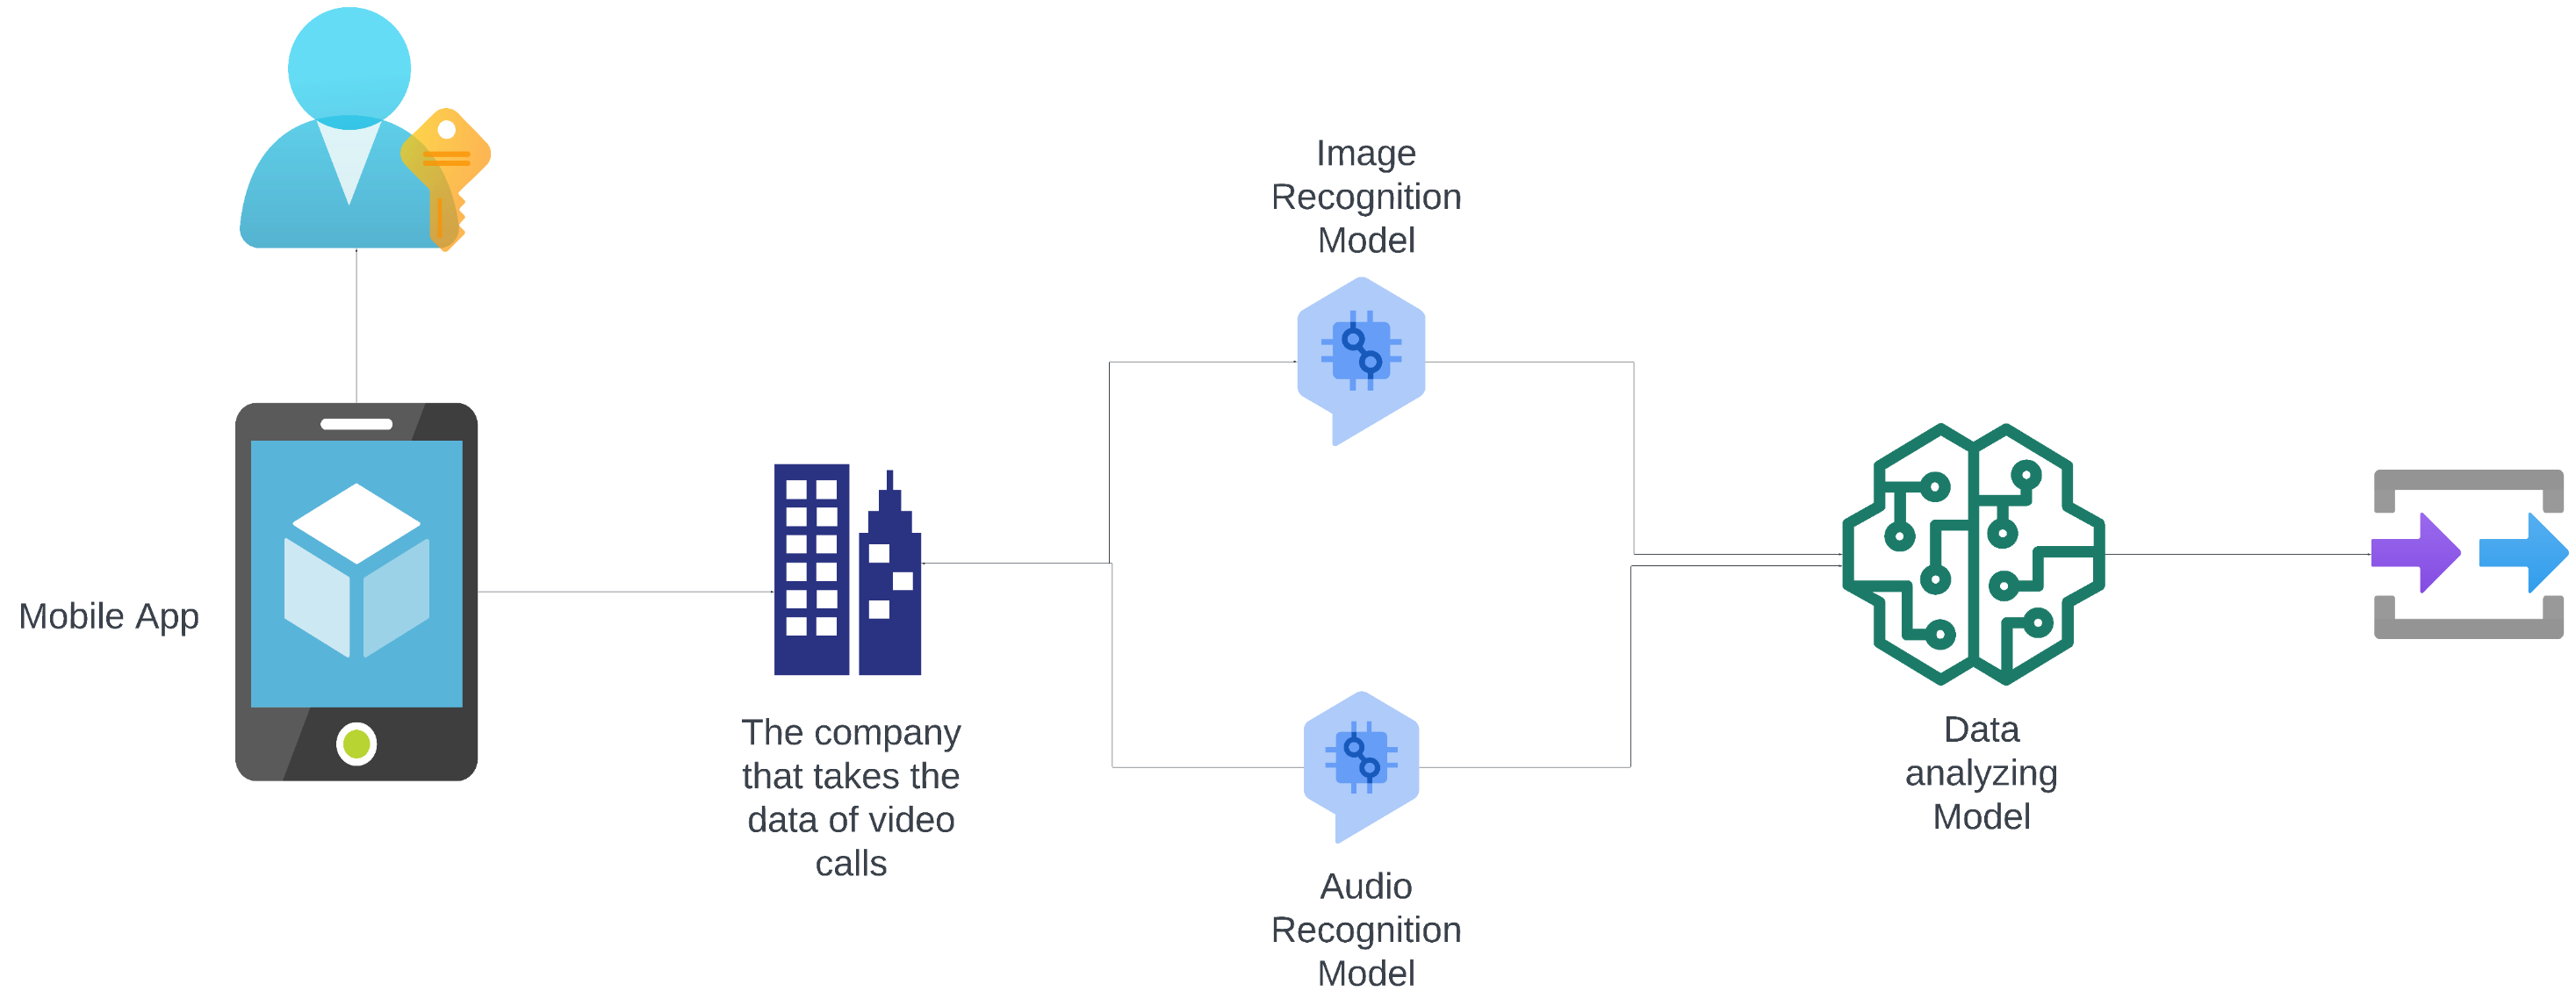 Image
Recognition
Model
Mobile App
The company
that takes the
data of video
calls
Data
analyzing
Model
Audio
Recognition
Model